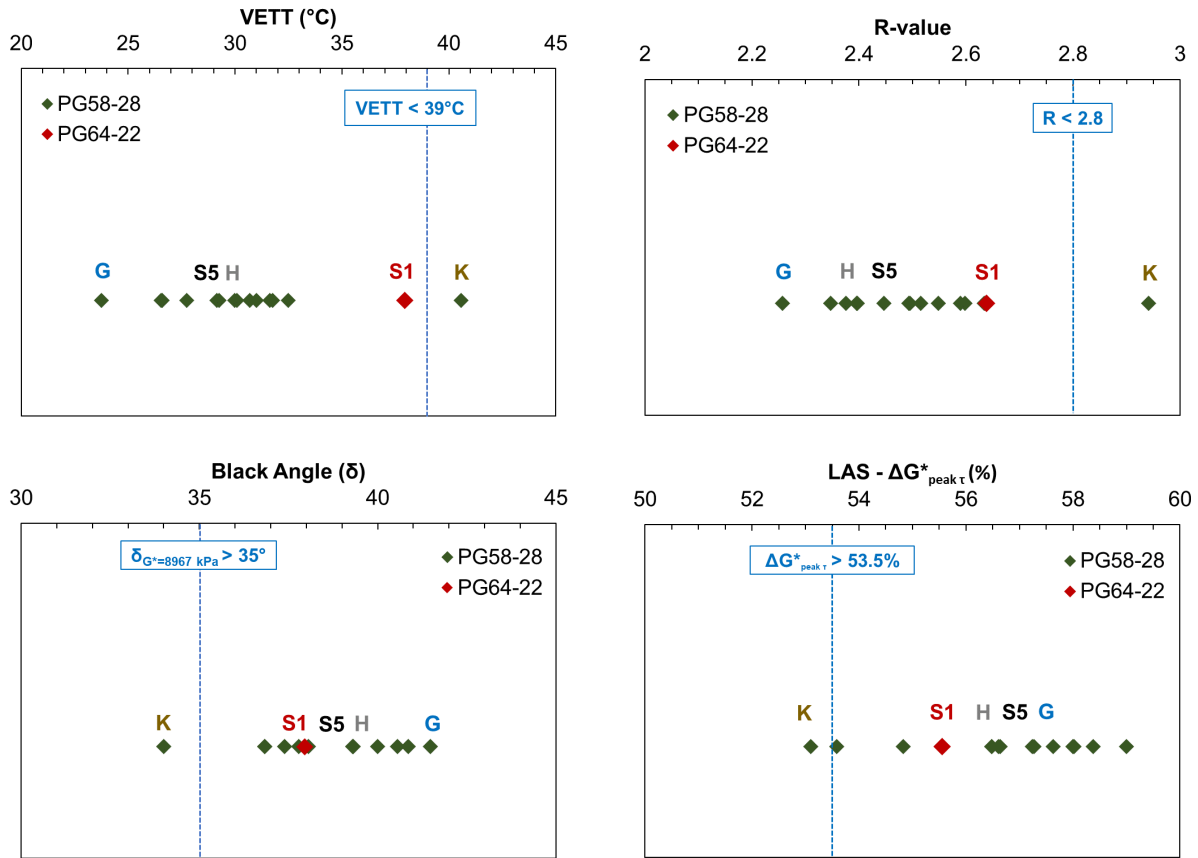 VETT (°C)
20 25 30 35 40 45
PG58-28
PG64-22
VETT < 39°C
G S5 H S1 K
R-value
2 2.2 2.4 2.6 2.8 3
PG58-28
PG64-22
R < 2.8
G H S5 S1 K
Black Angle (δ)
30 35 40 45
δG*=8967 kPa > 35°
PG58-28
PG64-22
K S1 S5 H G
LAS - ΔG*peak τ (%)
50 52 54 56 58 60
ΔG*peak τ > 53.5%
PG58-28
PG64-22
K S1 H S5 G